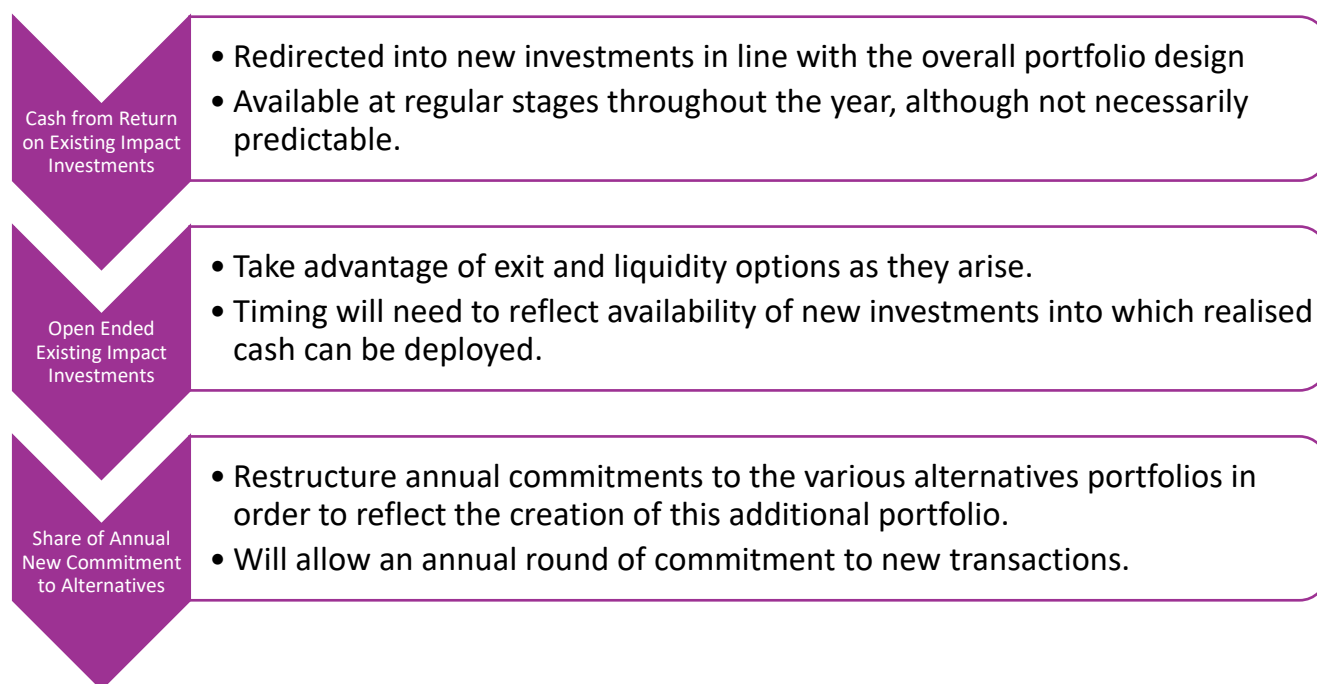 Cash from Return
on Existing Impact
Investments
• Redirected into new investments in line with the overall portfolio design
• Available at regular stages throughout the year, although not necessarily
predictable.
Open Ended
Existing Impact
Investments
• Take advantage of exit and liquidity options as they arise.
• Timing will need to reflect availability of new investments into which realised
cash can be deployed.
Share of Annual
New Commitment
to Alternatives
• Restructure annual commitments to the various alternatives portfolios in
order to reflect the creation of this additional portfolio.
• Will allow an annual round of commitment to new transactions.